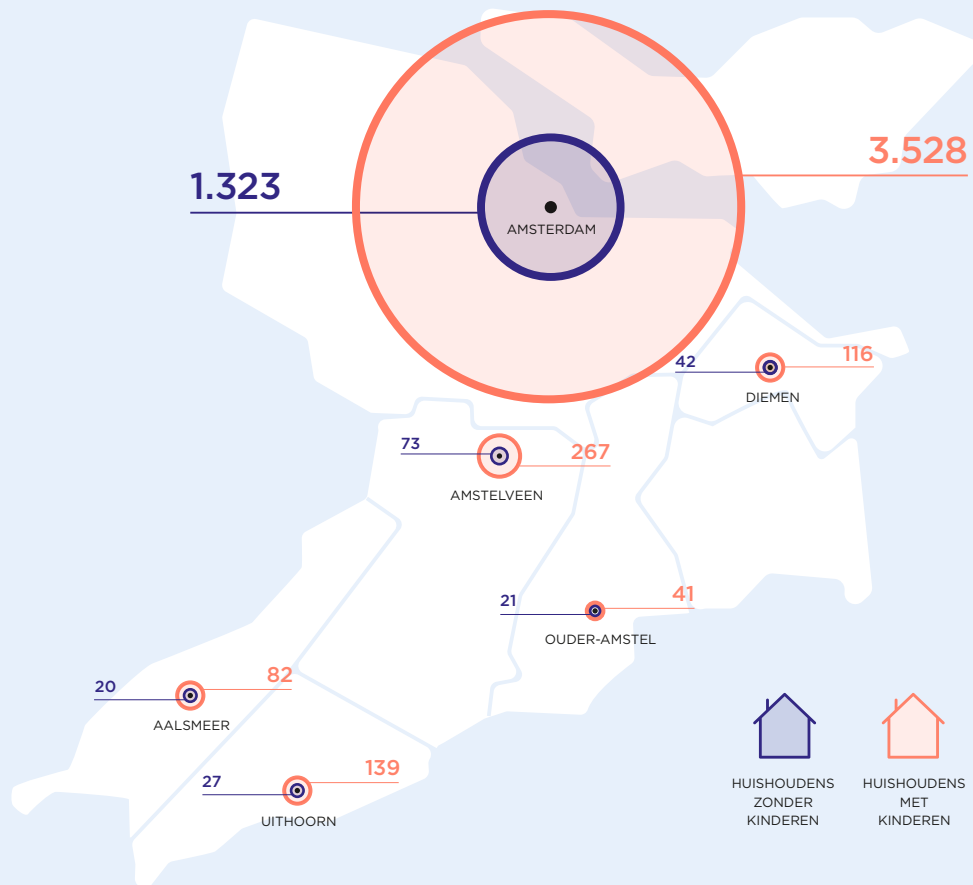 3.528
1.323
AMSTERDAM
42
116
DIEMEN
73
267
AMSTELVEEN
21
41
OUDER-AMSTEL
20
82
AALSMEER
27
139
UITHOORN
HUISHOUDENS
ZONDER
KINDEREN
HUISHOUDENS
MET
KINDEREN